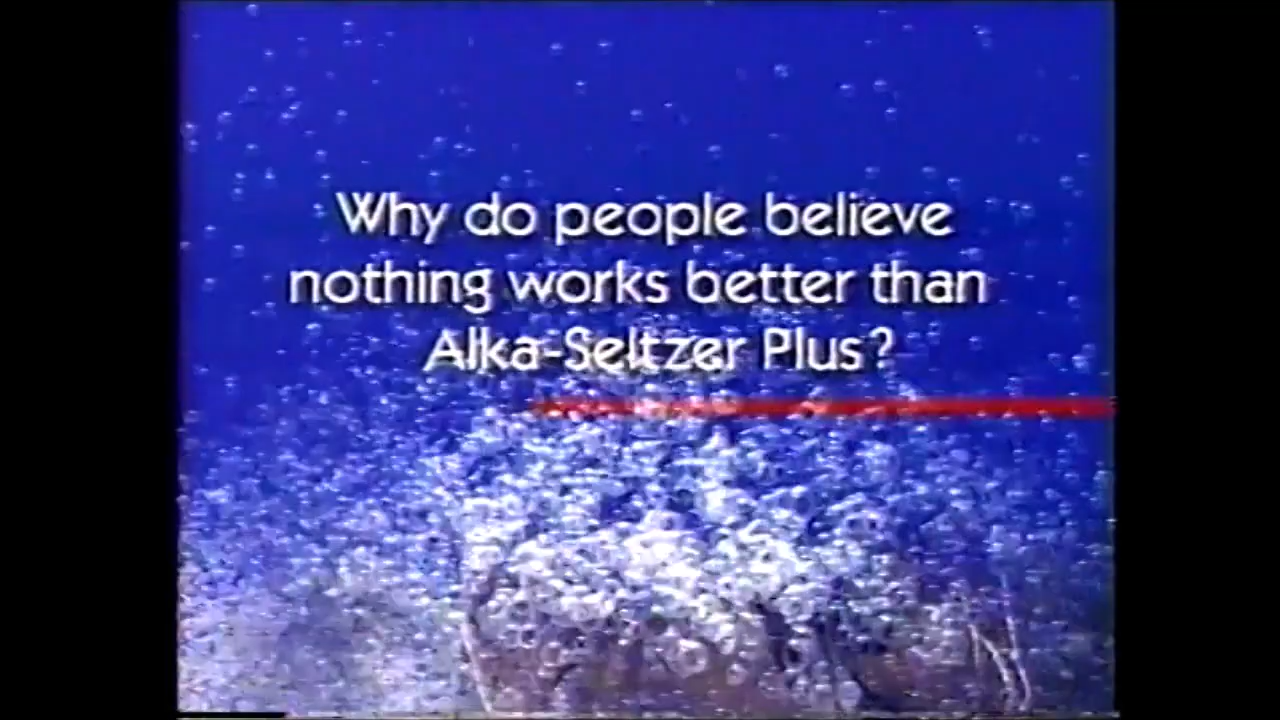 Why do people believe
nothing works better than
Alka-Seltzer Plus?